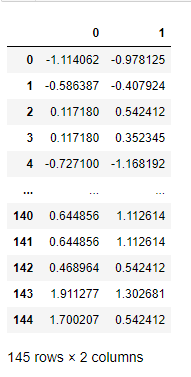 0 1
0 -1.114062 -0.978125
1 -0.586387 -0.407924
2 0.117180 0.542412
3 0.117180 0.352345
4 -0.727100 -1.168192
... ... ...
140 0.644856 1.112614
141 0.644856 1.112614
142 0.468964 0.542412
143 1.911277 1.302681
144 1.700207 0.542412
145 rows × 2 columns